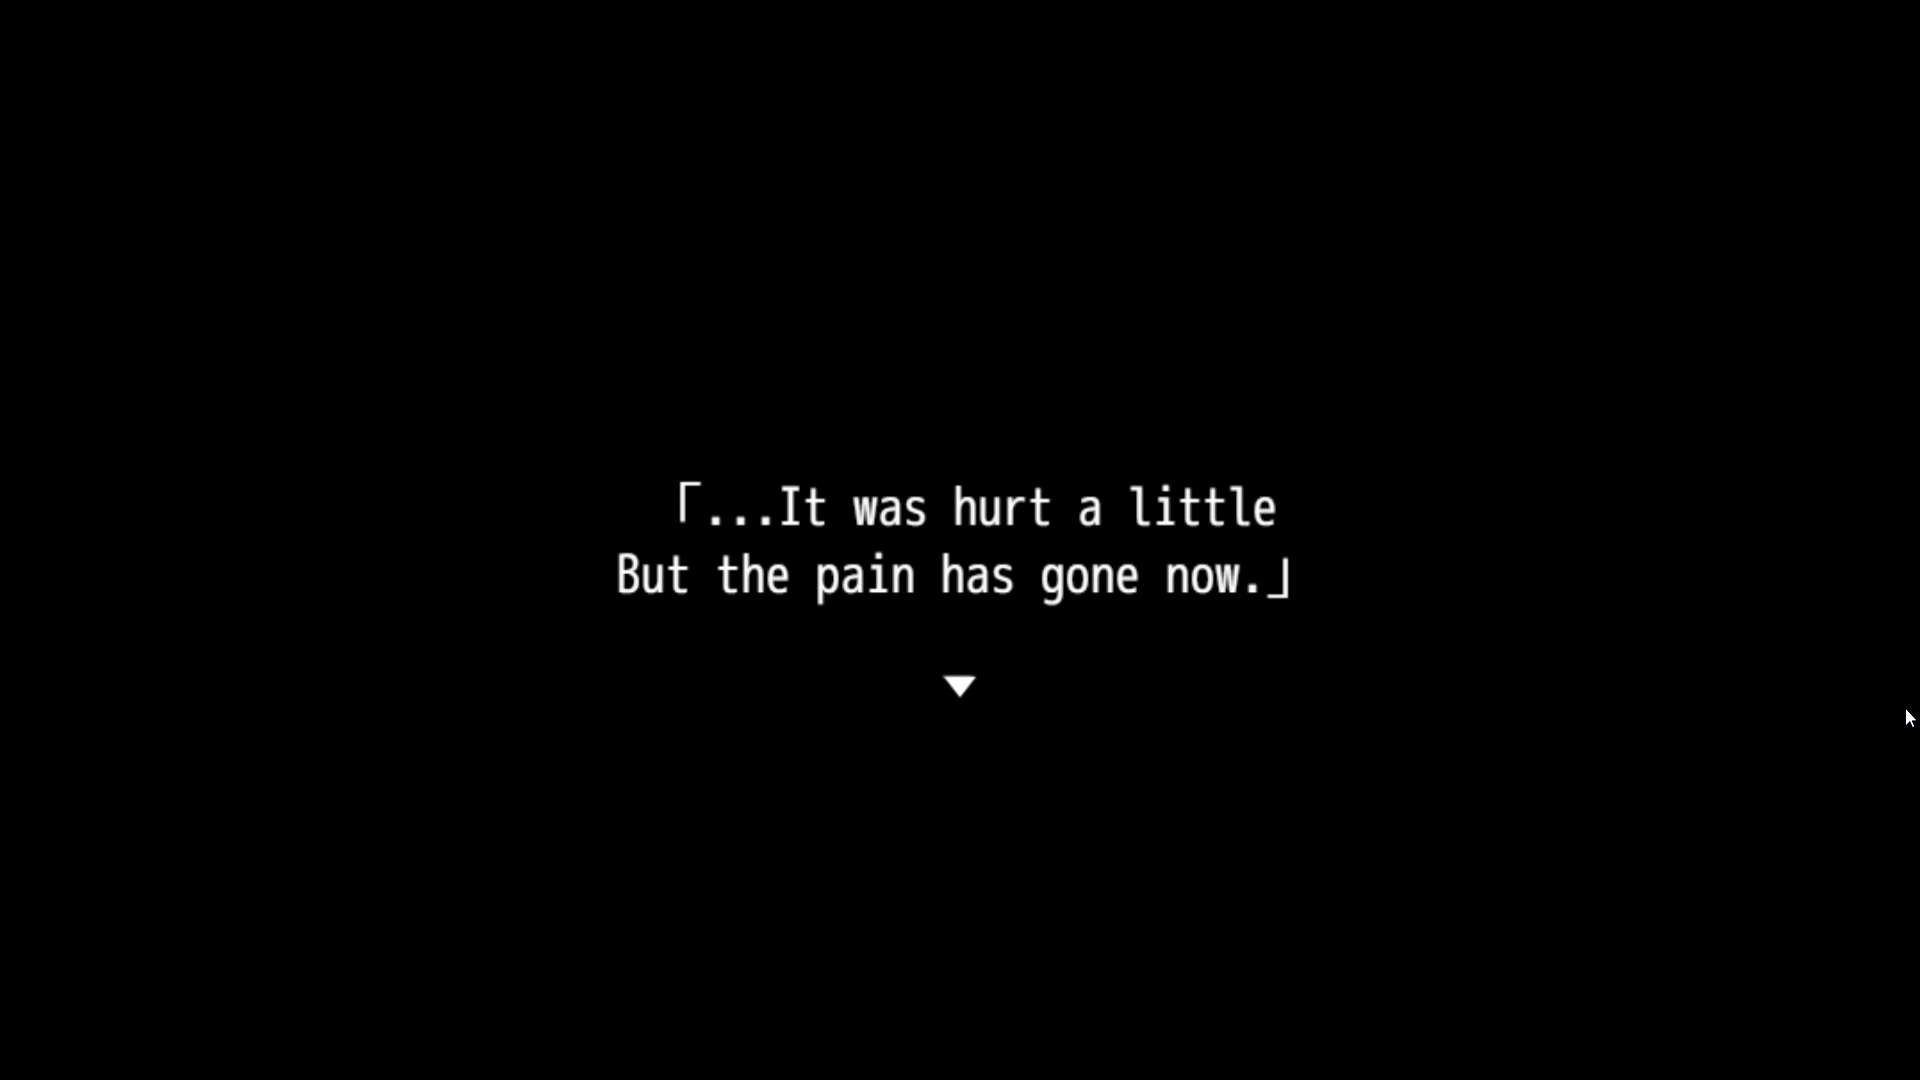 「...It was hurt a little
But the pain has gone now.」